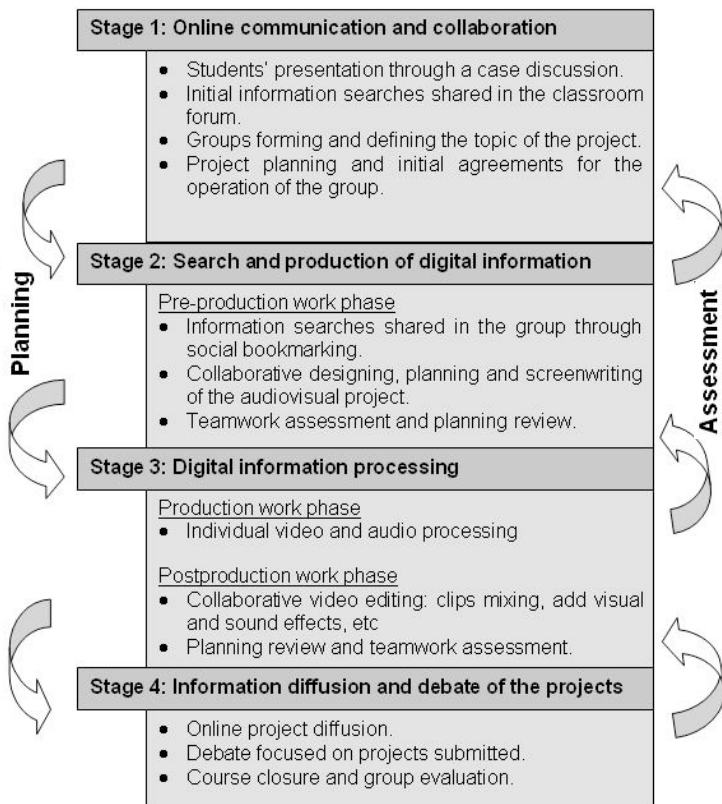 Stage 1: Online communication and collaboration
• Students' presentation through a case discussion.
• Initial information searches shared in the classroom
forum.
• Groups forming and defining the topic of the project.
• Project planning and initial agreements for the
operation of the group.
Planning
Assessment
Stage 2: Search and production of digital information
Pre-production work phase
• Information searches shared in the group through
social bookmarking.
• Collaborative designing, planning and screenwriting
of the audiovisual project.
• Teamwork assessment and planning review.
Stage 3: Digital information processing
Production work phase
• Individual video and audio processing
Postproduction work phase
• Collaborative video editing: clips mixing, add visual
and sound effects, etc
• Planning review and teamwork assessment.
Stage 4: Information diffusion and debate of the projects
• Online project diffusion.
• Debate focused on projects submitted.
• Course closure and group evaluation.